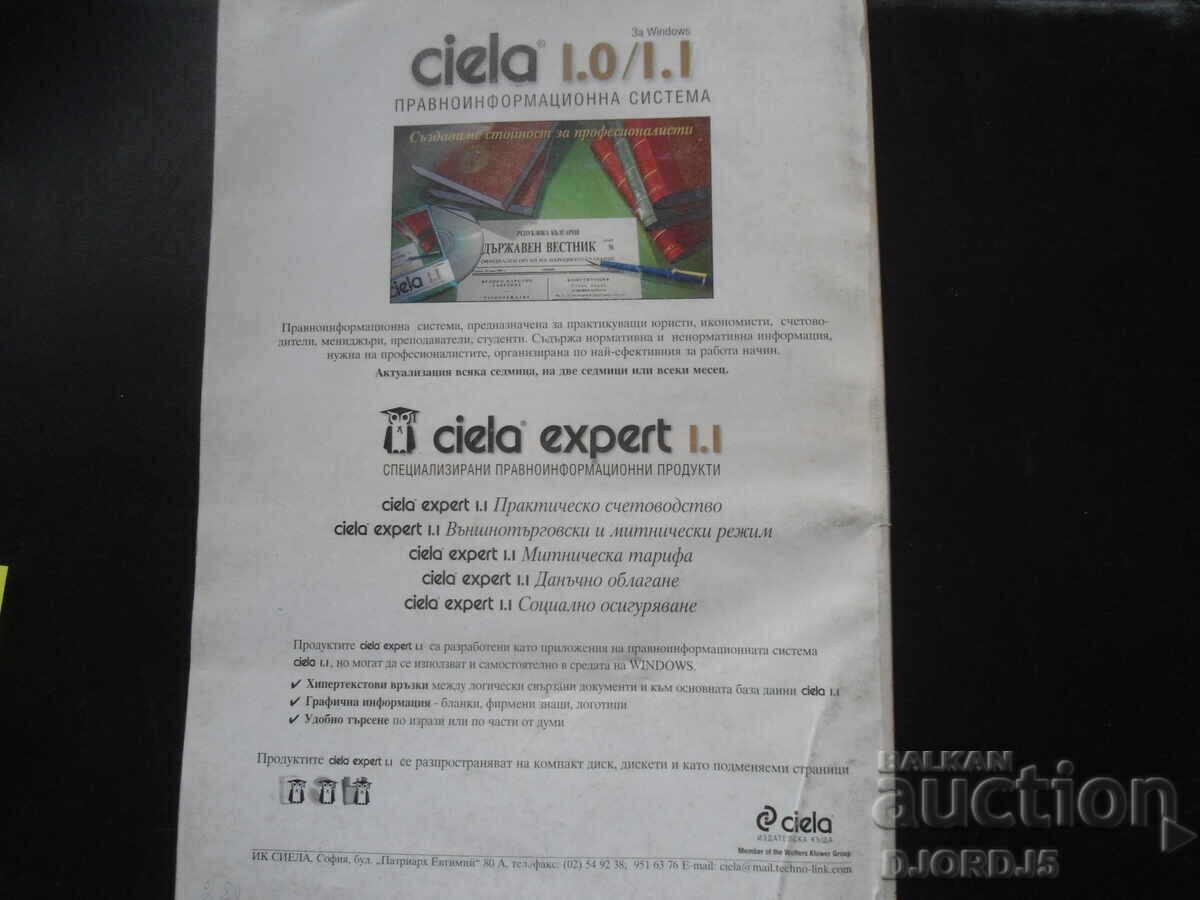 За Windows
ciela® 1.0/1.1
ПРАВНОИНФОРМАЦИОННА СИСТЕМА
Създаваме стойност за професионалисти
РЕПУБЛИКА БЪЛГАРИЯ
ДЪРЖАВЕН ВЕСТНИК
ciela 1.1
Правноинформационна система, предназначена за практикуващи юристи, икономисти, счетово-
дители, мениджъри, преподаватели, студенти. Съдържа нормативна и ненормативна информация,
нужна на професионалистите, организирана по най-ефективния за работа начин.
Актуализация всяка седмица, на две седмици или всеки месец.
ciela® expert 1.1
СПЕЦИАЛИЗИРАНИ ПРАВНОИНФОРМАЦИОННИ ПРОДУКТИ
ciela® expert 1.1 Практическо счетоводство
ciela® expert 1.1 Външнотърговски и митнически режим
ciela® expert 1.1 Митническа тарифа
ciela® expert 1.1 Данъчно облагане
ciela® expert 1.1 Социално осигуряване
Продуктите ciela® expert 1.1 са разработени като приложения на правноинформационната система
ciela® 1.1, но могат да се използват и самостоятелно в средата на WINDOWS.
✓ Хипертекстови връзки между логически свързани документи и към основната база данни ciela® 1.1
✓ Графична информация - бланки, фирмени знаци, логотипи
✓ Удобно търсене по изрази или по части от думи
Продуктите ciela® expert 1.1 се разпространяват на компакт диск, дискети и като подменяеми страници
ciela®
ИЗДАТЕЛСКА КЪЩА
Member of the Wolters Kluwer Group
ИК СИЕЛА, София, бул. „Патриарх Евтимий" 80 А, тел.факс: (02) 54 92 38; 951 63 76 E-mail: ciela@mail.techno-link.com
BALKAN
auction
DJORDJ5